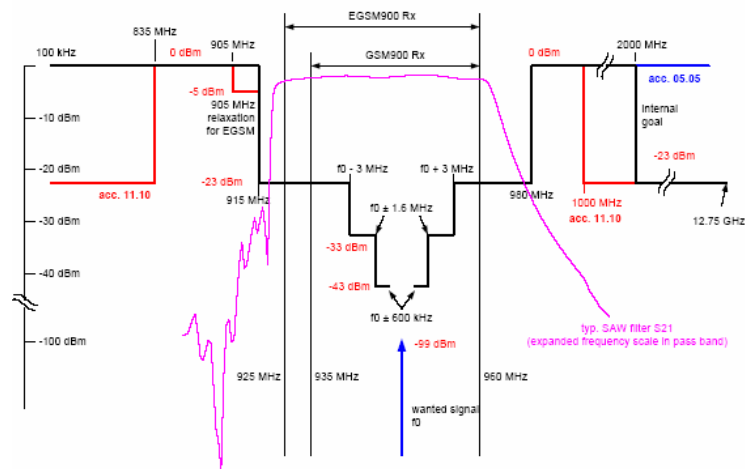 EGSM900 Rx
835 MHz
905 MHz
2000 MHz
100 kHz
0 dBm
GSM900 Rx
0 dBm
acc. 05.05
-5 dBm
905 MHz
relaxation
for EGSM
internal
goal
-10 dBm
-20 dBm
f0 - 3 MHz
f0 + 3 MHz
-23 dBm
acc. 11.10
-23 dBm
915 MHz
980 MHz
1000 MHz
acc. 11.10
12.75 GHz
-30 dBm
f0 ± 1.6 MHz
-33 dBm
-40 dBm
-43 dBm
f0 ± 600 kHz
typ. SAW filter S21
(expanded frequency scale in pass band)
-100 dBm
-99 dBm
925 MHz
935 MHz
960 MHz
wanted signal
f0